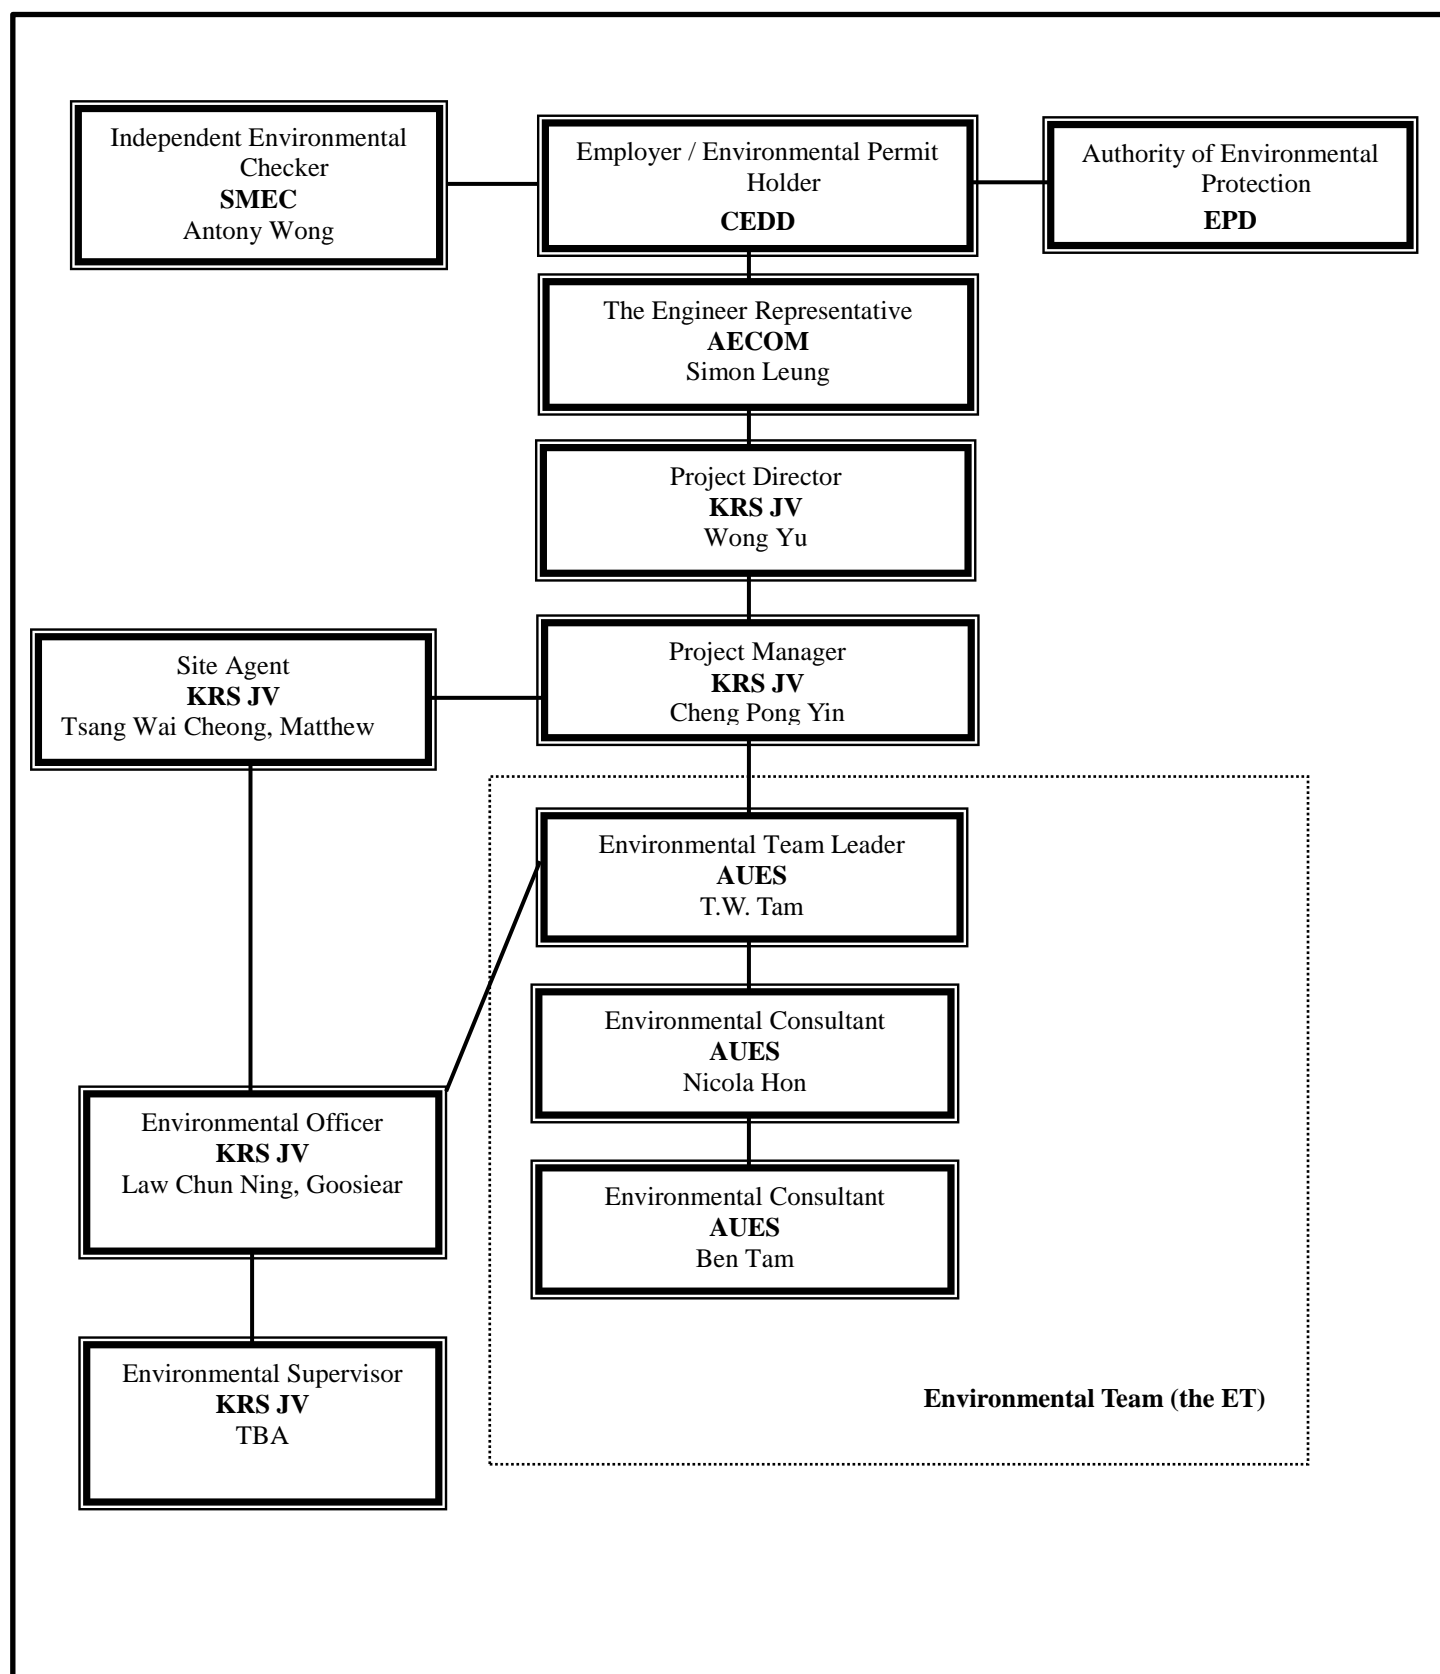 Independent Environmental
Checker
SMEC
Antony Wong
Employer / Environmental Permit
Holder
CEDD
Authority of Environmental
Protection
EPD
The Engineer Representative
AECOM
Simon Leung
Project Director
KRS JV
Wong Yu
Site Agent
KRS JV
Tsang Wai Cheong, Matthew
Project Manager
KRS JV
Cheng Pong Yin
Environmental Team Leader
AUES
T.W. Tam
Environmental Consultant
AUES
Nicola Hon
Environmental Officer
KRS JV
Law Chun Ning, Goosiear
Environmental Consultant
AUES
Ben Tam
Environmental Supervisor
KRS JV
TBA
Environmental Team (the ET)